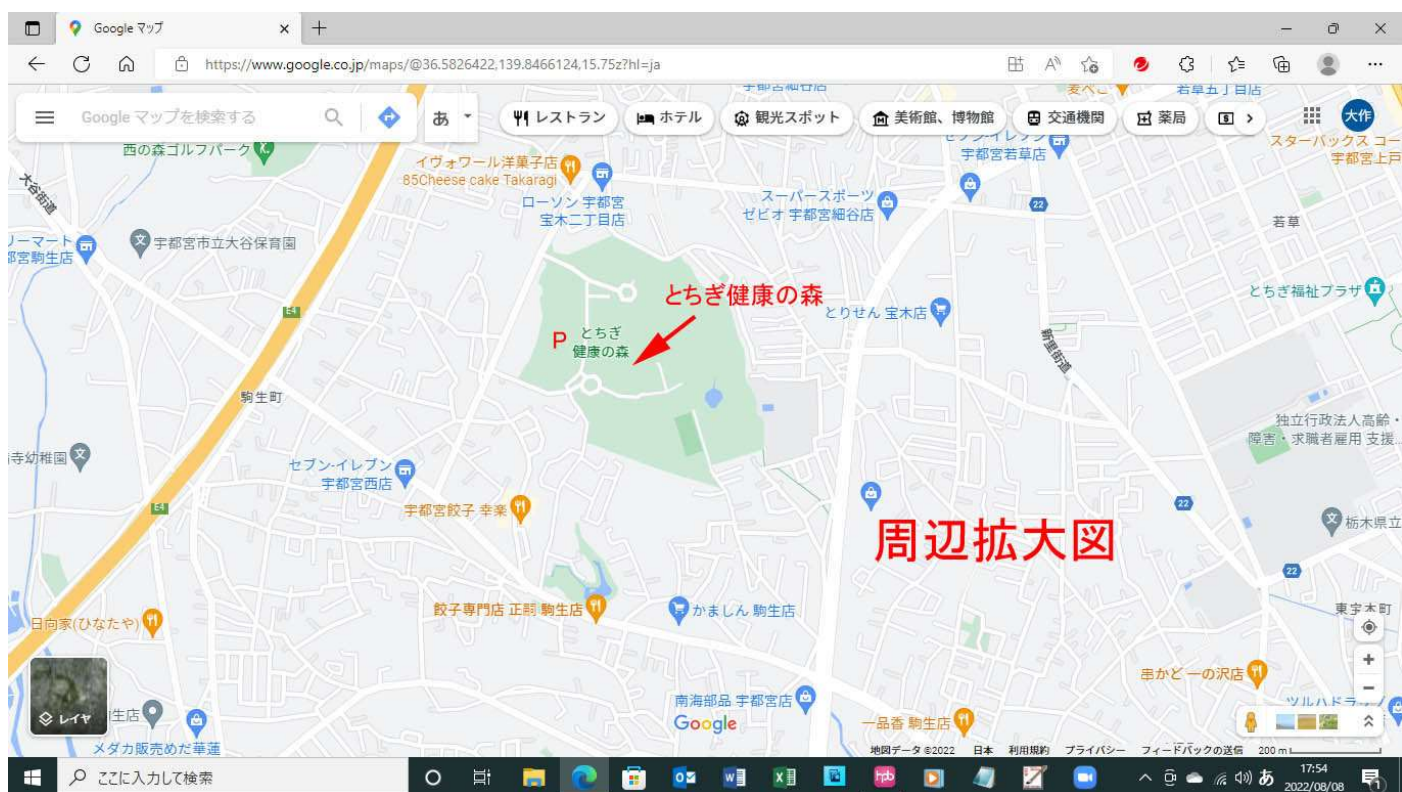 Google マップ
https://www.google.co.jp/maps/@36.5826422,139.8466124,15.75z?hl=ja
Google マップを検索する
あ
レストラン
ホテル
観光スポット
美術館、博物館
交通機関
薬局
大作
西の森ゴルフパーク
大谷街道
イヴォワール洋菓子店
85Cheese cake Takaragi
ローソン 宇都宮
宝木二丁目店
スーパースポーツ
ゼビオ 宇都宮細谷店
宇都宮若草店
22
スターバックス コー
宇都宮上戸
若草
宇都宮市立大谷保育園
とちぎ福祉プラザ
とちぎ健康の森
P
とちぎ
健康の森
とりせん 宝木店
新里街道
E4
駒生町
独立行政法人高齢・
障害・求職者雇用 支援...
セブン-イレブン
宇都宮西店
宇都宮餃子 幸楽
E4
周辺拡大図
22
栃木県立
22
餃子専門店 正嗣 駒生店
かましん 駒生店
東宝木町
日向家(ひなたや)
串かど 一の沢店
南海部品 宇都宮店
Google
一品香 駒生店
レイヤ
生店
メダカ販売めだ華蓮
地図データ ©2022 日本 利用規約 プライバシー フィードバックの送信 200 m
ここに入力して検索
あ
17:54
2022/08/08